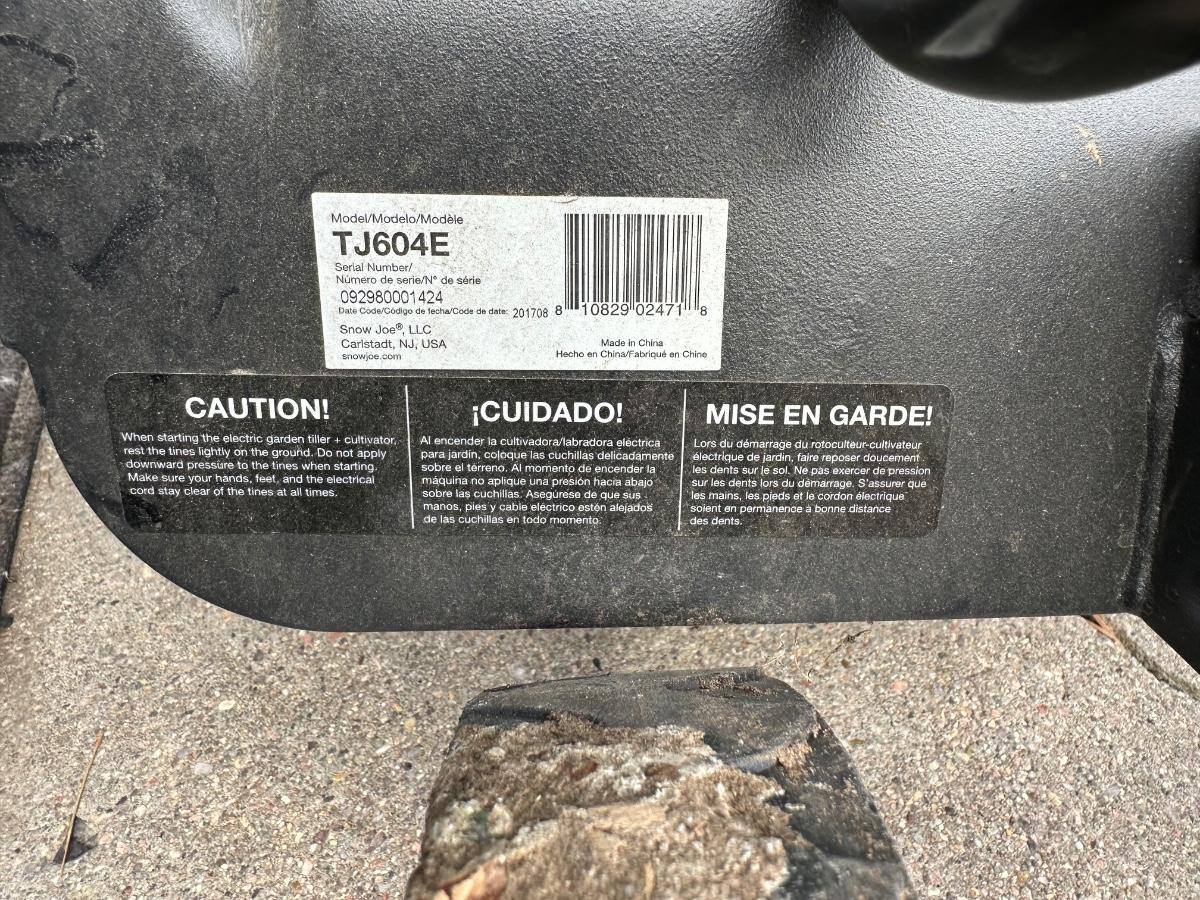 Model/Modelo/Modèle
TJ604E
Serial Number/
Número de serie/N° de série
092980001424
Date Code/Código de fecha/Code de date: 201708
Snow Joe®, LLC
Carlstadt, NJ, USA
snowjoe.com
8 10829 02471 8
Made in China
Hecho en China/Fabriqué en Chine
CAUTION!
When starting the electric garden tiller + cultivator,
rest the tines lightly on the ground. Do not apply
downward pressure to the tines when starting.
Make sure your hands, feet, and the electrical
cord stay clear of the tines at all times.
¡CUIDADO!
Al encender la cultivadora/labradora eléctrica
para jardín, coloque las cuchillas delicadamente
sobre el térreno. Al momento de encender la
máquina no aplique una presión hacia abajo
sobre las cuchillas. Asegúrese de que sus
manos, pies y cable eléctrico estén alejados
de las cuchillas en todo momento.
MISE EN GARDE!
Lors du démarrage du rotoculteur-cultivateur
électrique de jardin, faire reposer doucement
les dents sur le sol. Ne pas exercer de pression
sur les dents lors du démarrage. S'assurer que
les mains, les pieds et le cordon électrique
soient en permanence à bonne distance
des dents.